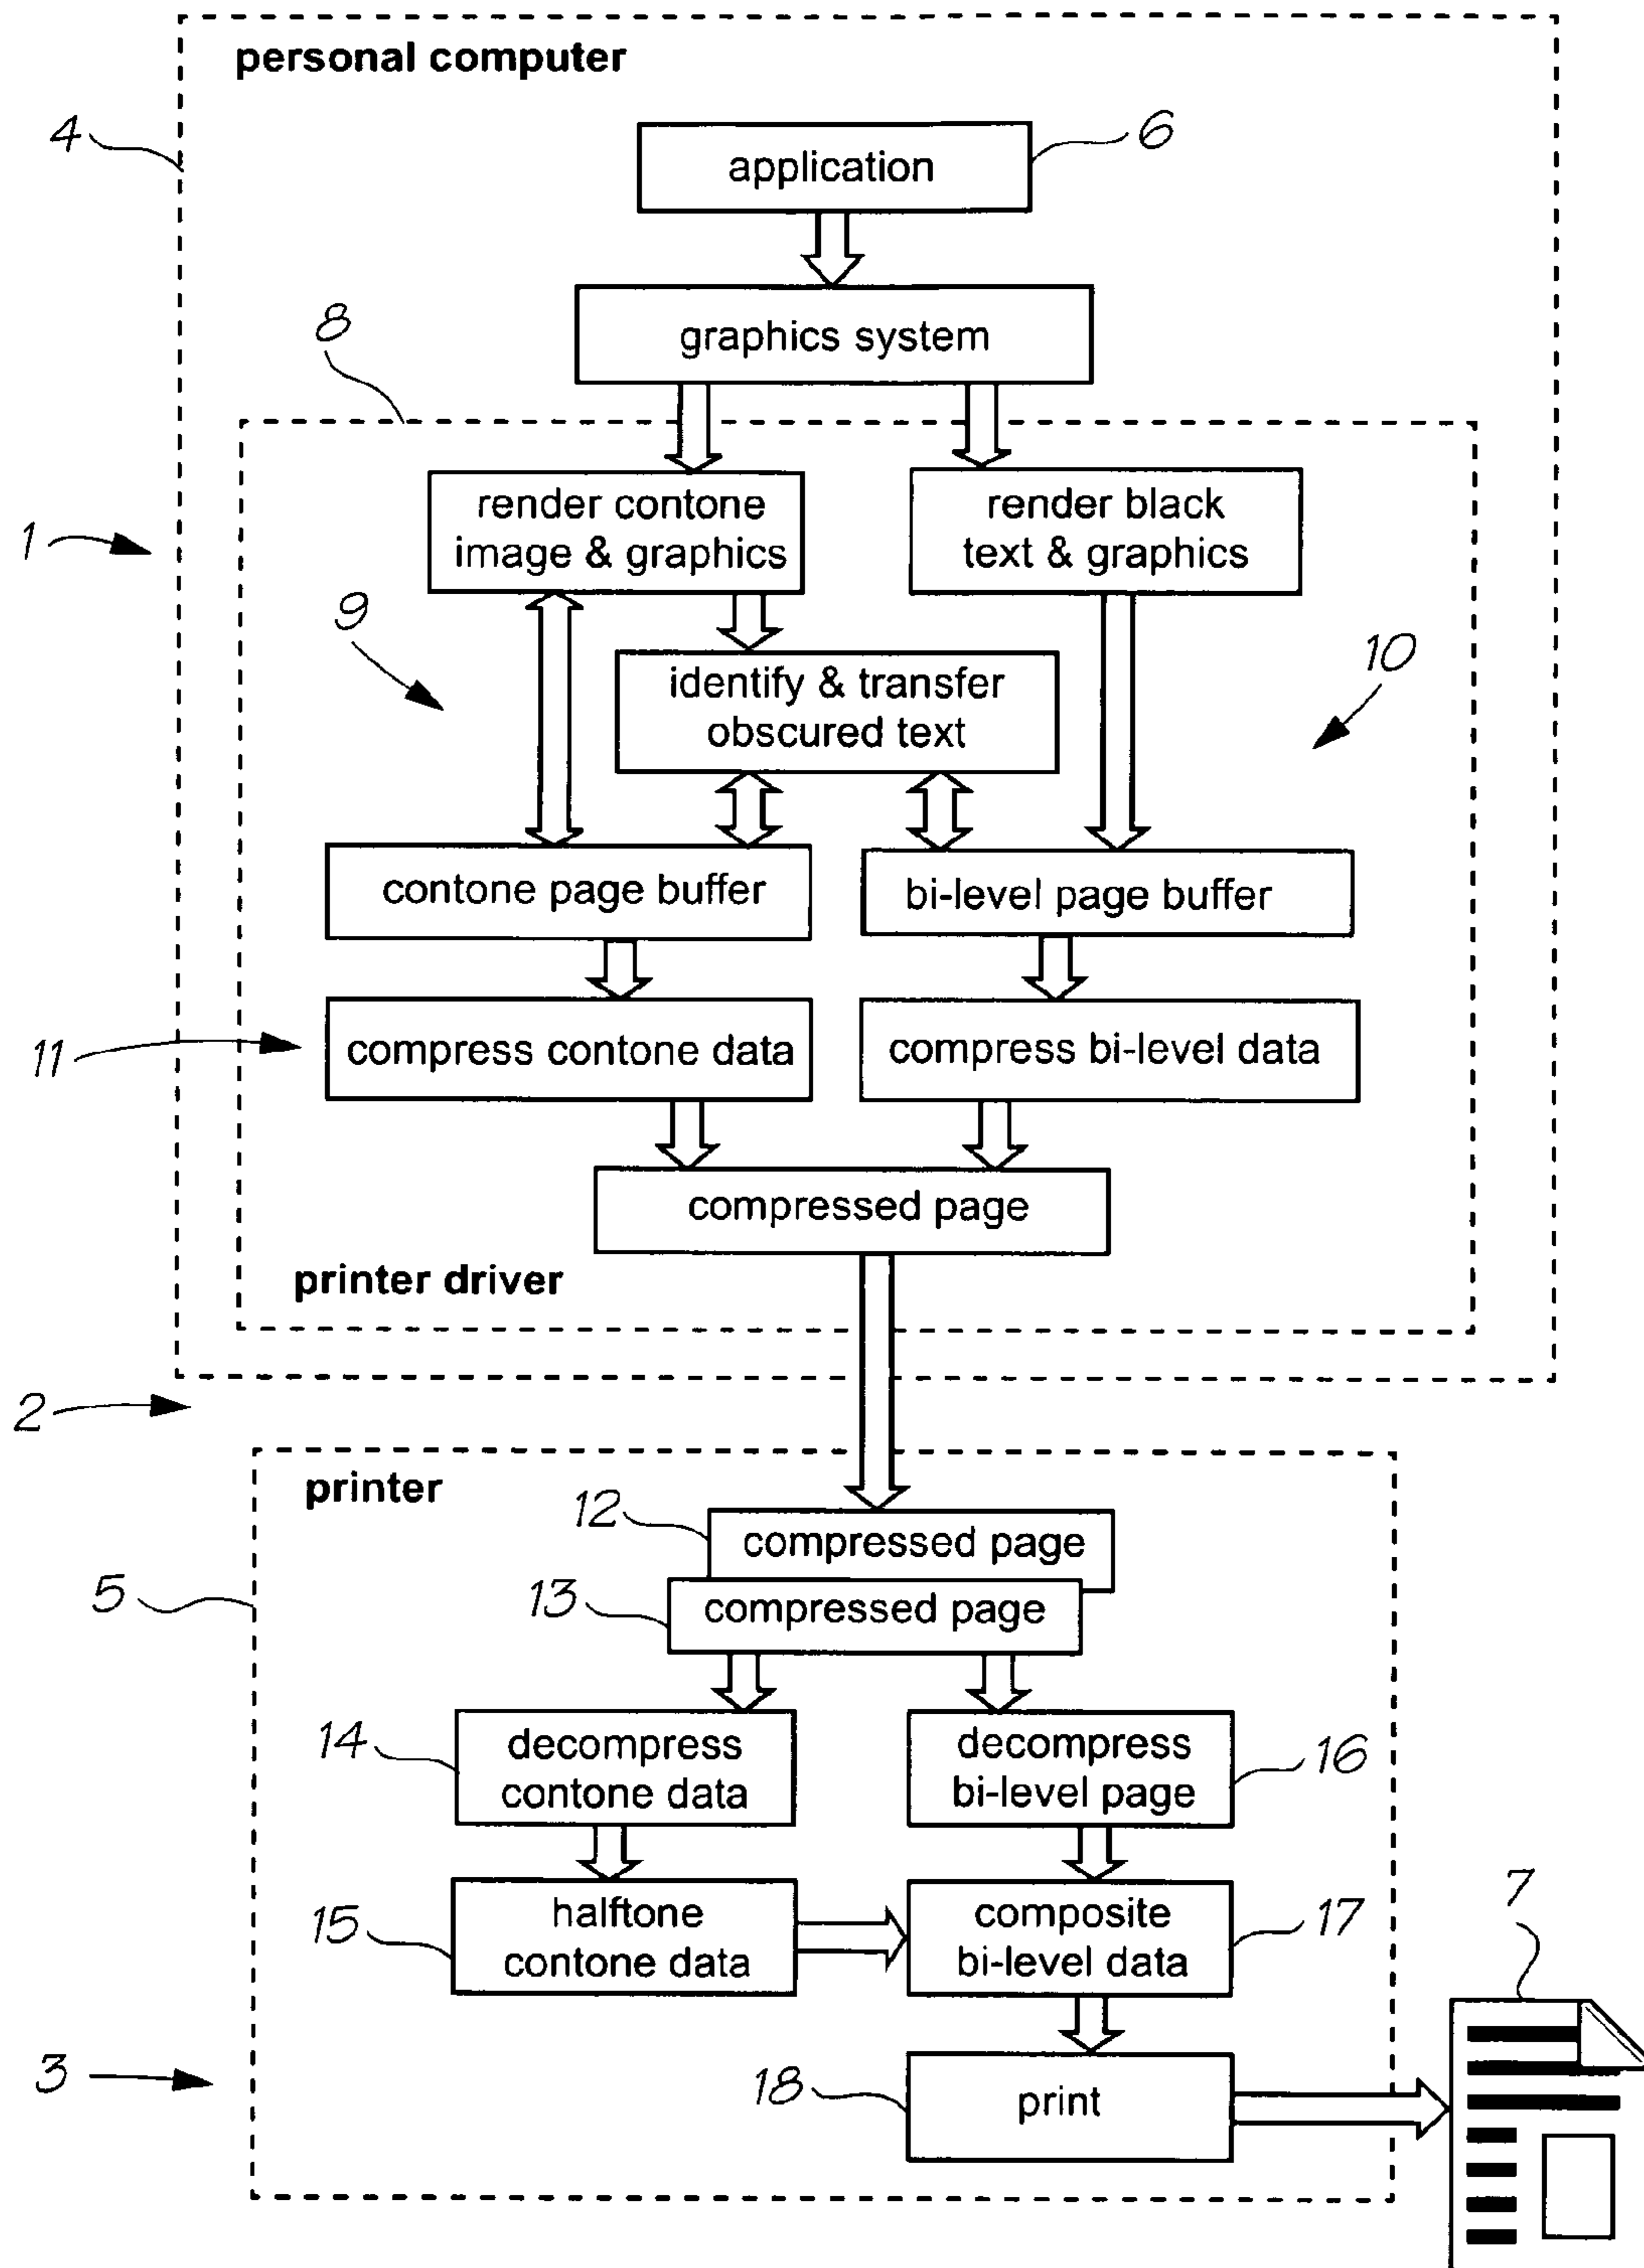 personal computer
4
application
6
graphics system
8
render contone
image & graphics
render black
text & graphics
1
9
identify & transfer
obscured text
10
contone page buffer
bi-level page buffer
11
compress contone data
compress bi-level data
compressed page
printer driver
2
printer
12
compressed page
5
13
compressed page
14
decompress
contone data
decompress
bi-level page
16
15
halftone
contone data
composite
bi-level data
17
7
3
18
print